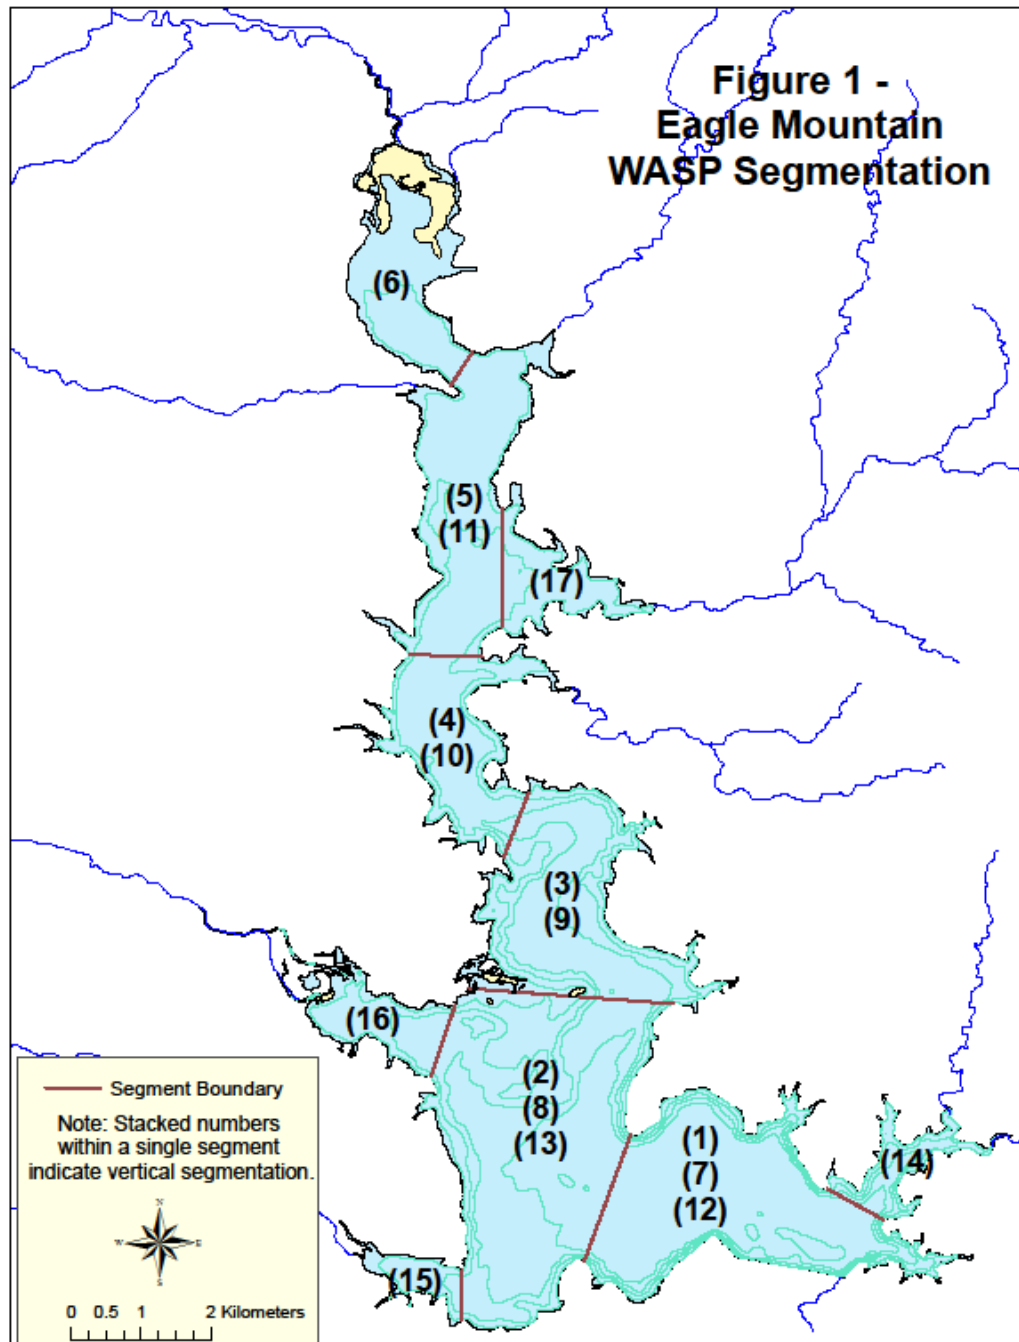 Figure 1 -
Eagle Mountain
WASP Segmentation
(6)
(5)
(11)
(17)
(4)
(10)
(3)
(9)
(16)
(2)
(8)
(13)
(1)
(7)
(12)
(14)
(15)
Segment Boundary
Note: Stacked numbers
within a single segment
indicate vertical segmentation.
N
W E
S
0 0.5 1 2 Kilometers